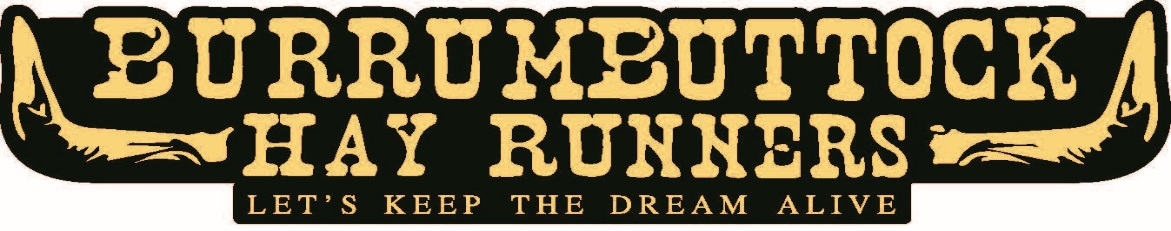 BURRUMBUTTOCK
HAY RUNNERS
LET'S KEEP THE DREAM ALIVE